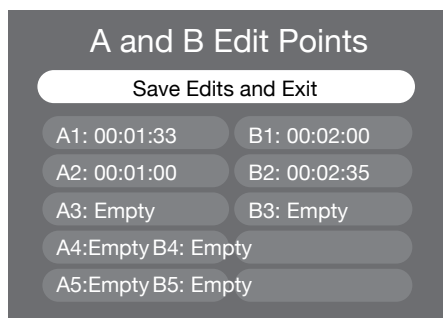 A and B Edit Points
Save Edits and Exit
A1: 00:01:33 B1: 00:02:00
A2: 00:01:00 B2: 00:02:35
A3: Empty B3: Empty
A4:Empty B4: Empty
A5:Empty B5: Empty